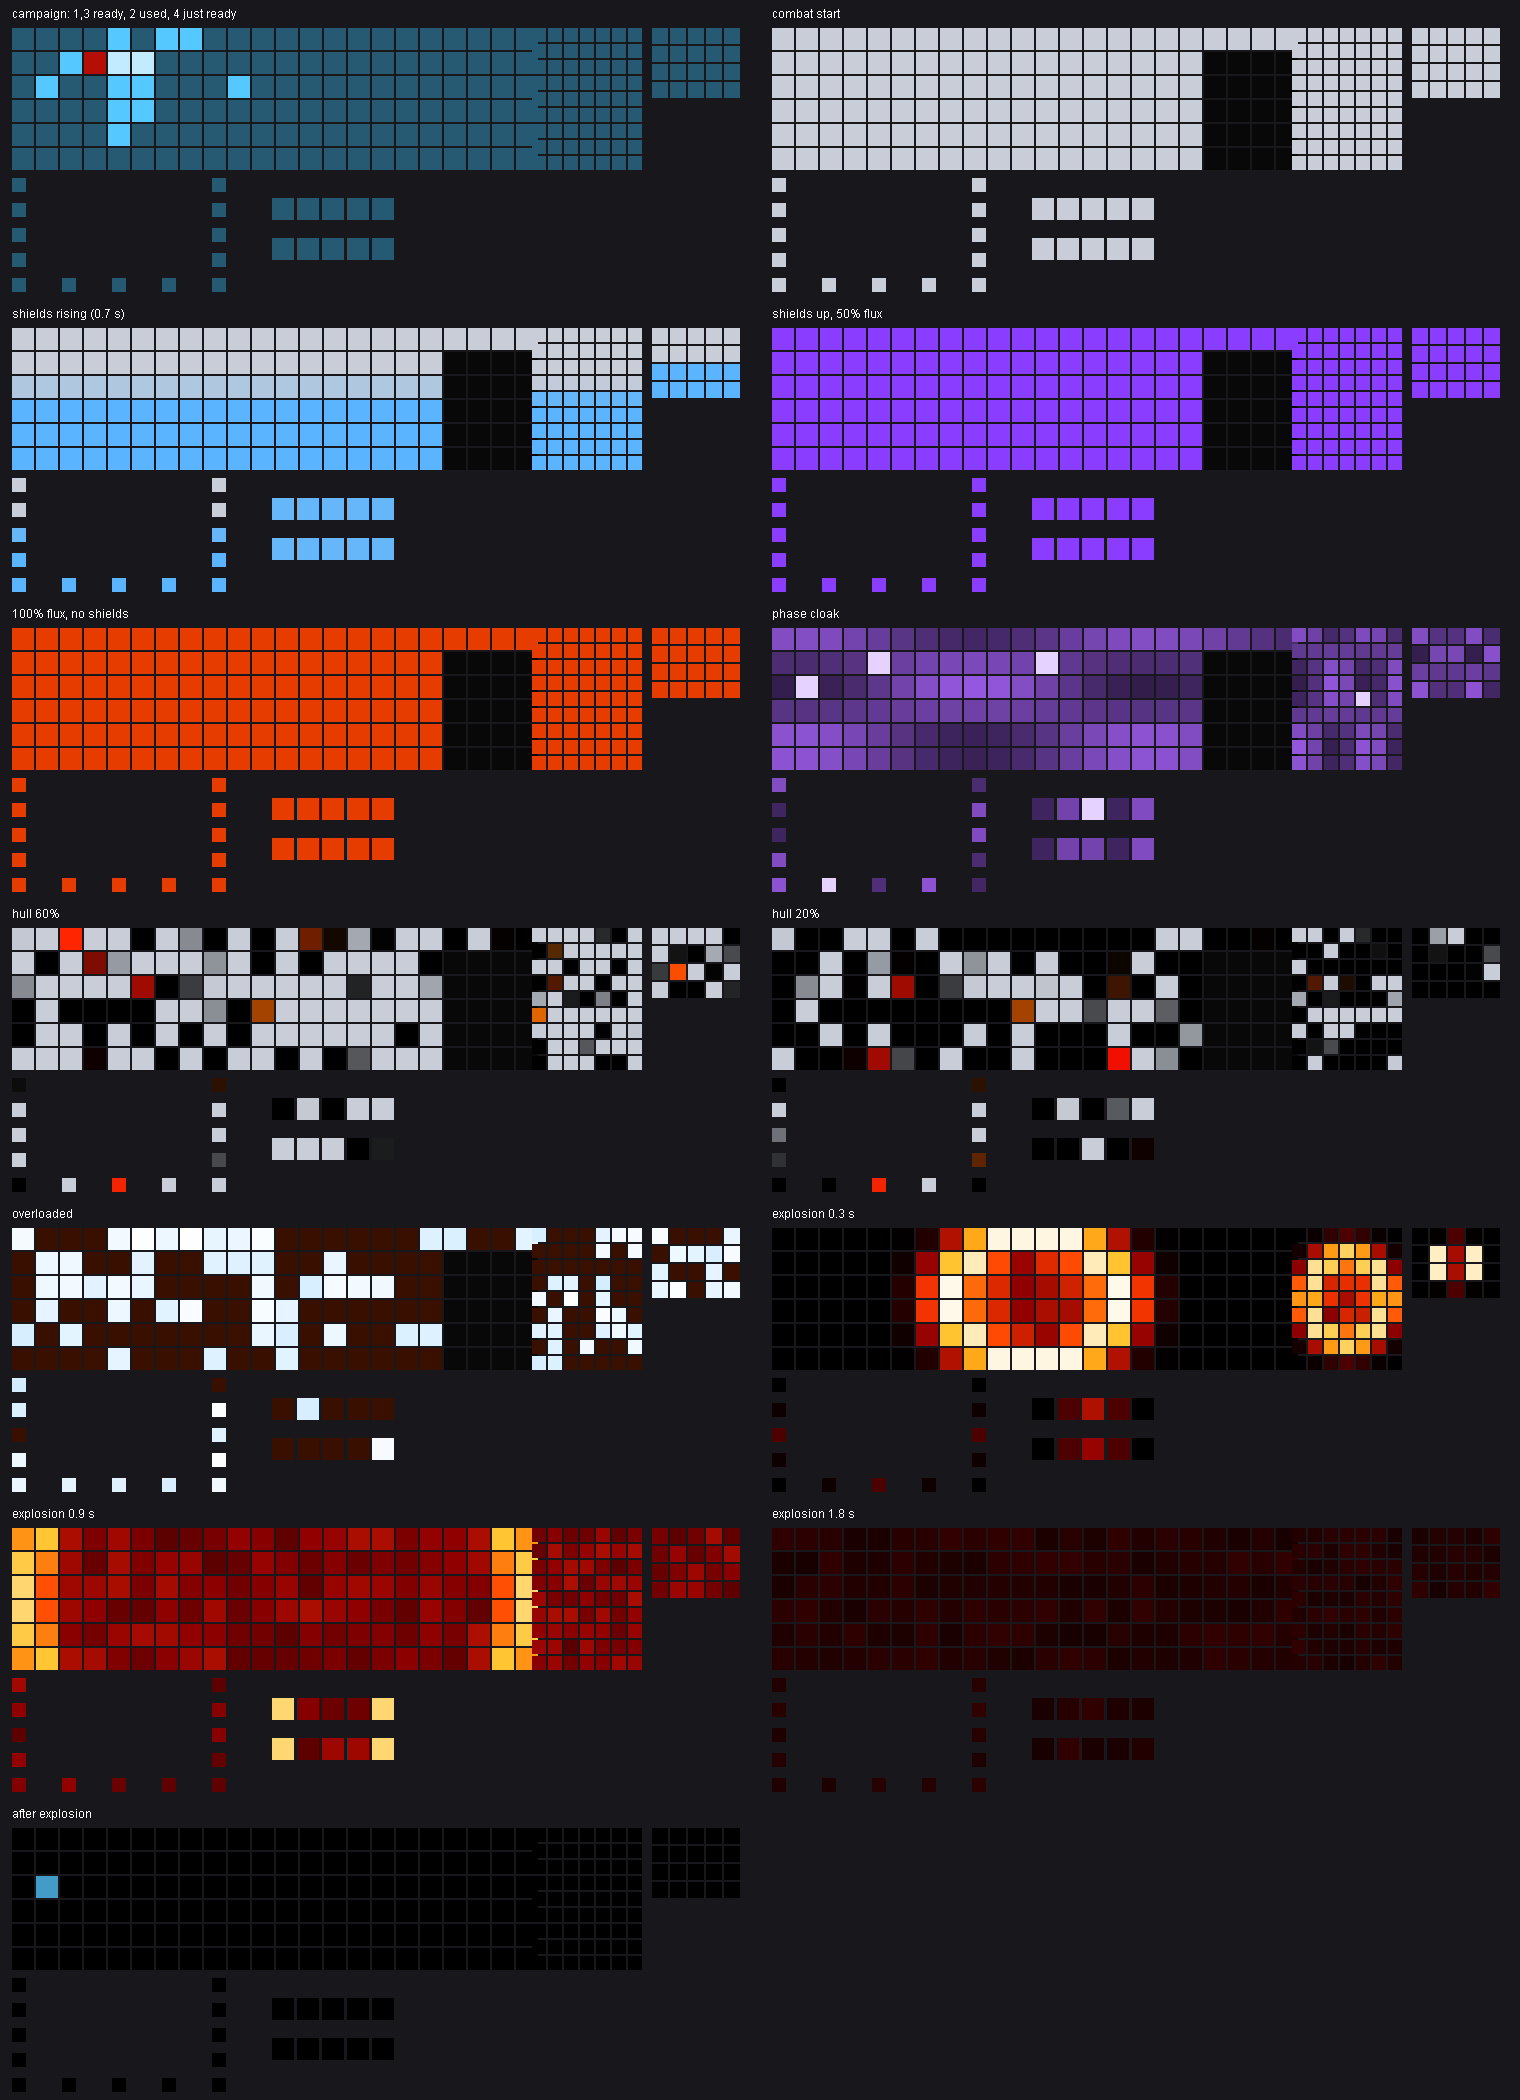 campaign: 1,3 ready, 2 used, 4 just ready
combat start
shields rising (0.7 s)
shields up, 50% flux
100% flux, no shields
phase cloak
hull 60%
hull 20%
overloaded
explosion 0.3 s
explosion 0.9 s
explosion 1.8 s
after explosion